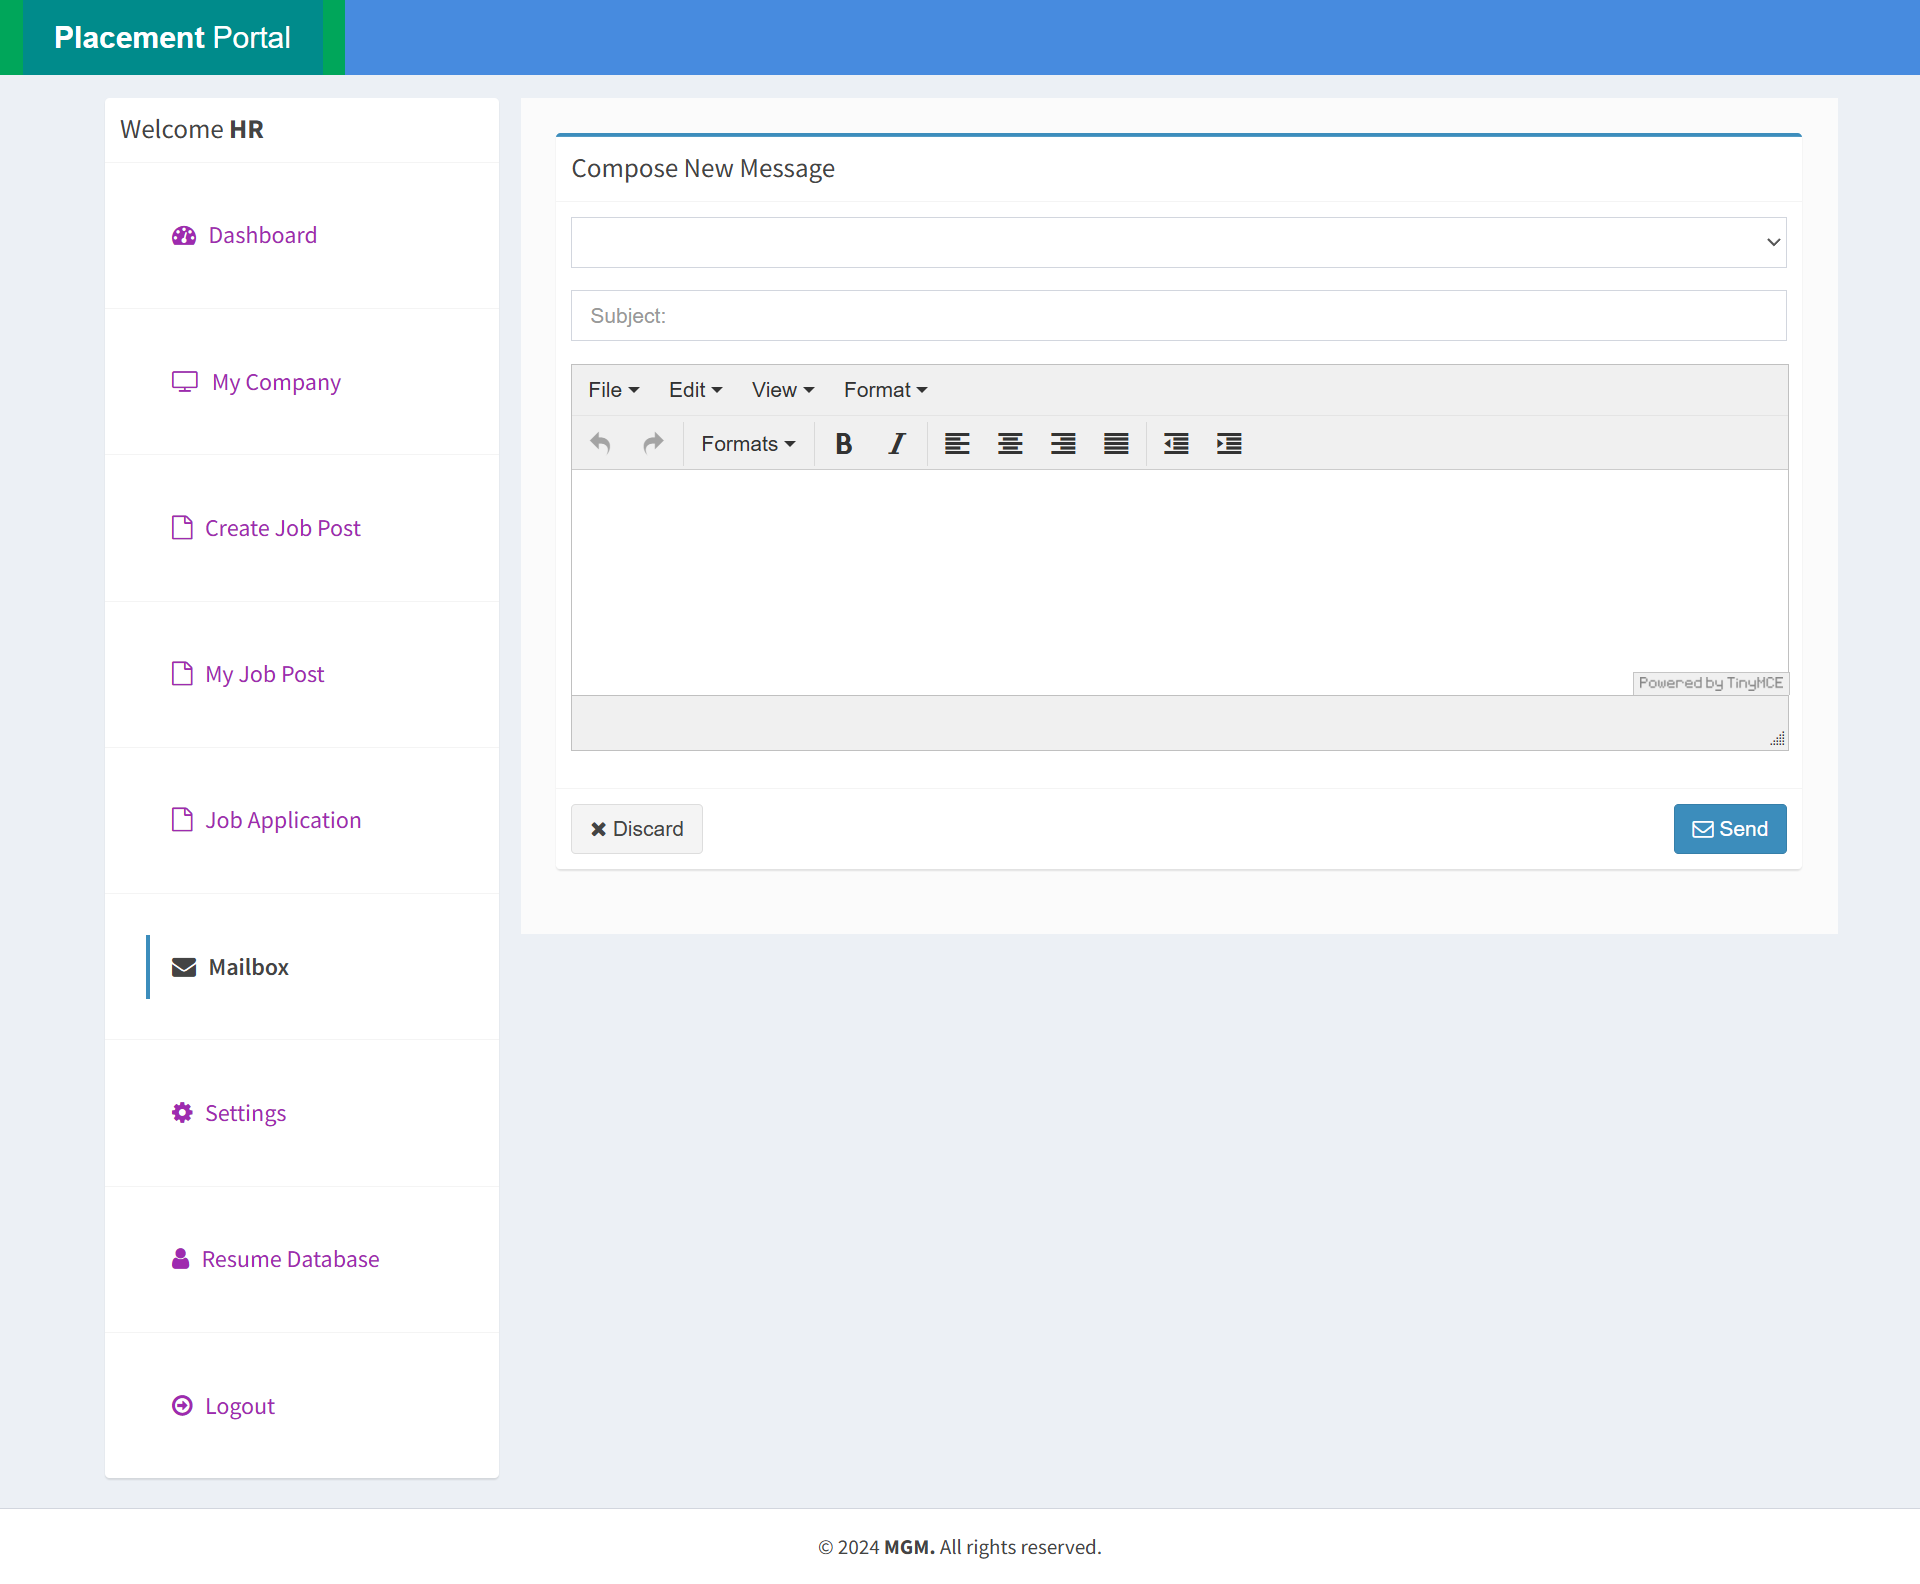 Placement Portal
Welcome HR
Dashboard
My Company
Create Job Post
My Job Post
Job Application
Mailbox
Settings
Resume Database
Logout
Compose New Message
Subject:
File Edit View Format
Formats B I
Powered by TinyMCE
Discard Send
© 2024 MGM. All rights reserved.